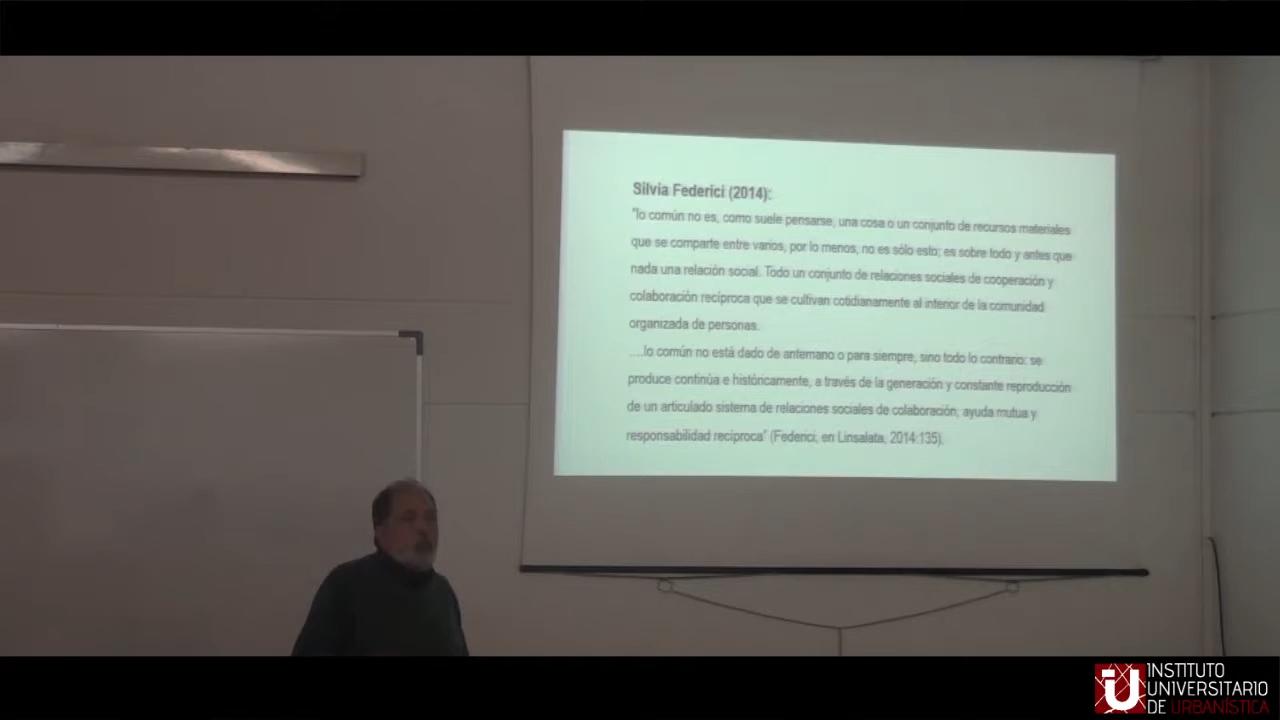 Silvia Federici (2014):
"lo común no es, como suele pensarse, una cosa o un conjunto de recursos materiales
que se comparte entre varios, por lo menos, no es sólo esto; es sobre todo y antes que
nada una relación social. Todo un conjunto de relaciones sociales de cooperación y
colaboración recíproca que se cultivan cotidianamente al interior de la comunidad
organizada de personas.
....lo común no está dado de antemano o para siempre, sino todo lo contrario: se
produce continúa e históricamente, a través de la generación y constante reproducción
de un articulado sistema de relaciones sociales de colaboración, ayuda mutua y
responsabilidad recíproca" (Federici, en Linsalata, 2014:135).
iU
INSTITUTO
UNIVERSITARIO
DE URBANÍSTICA